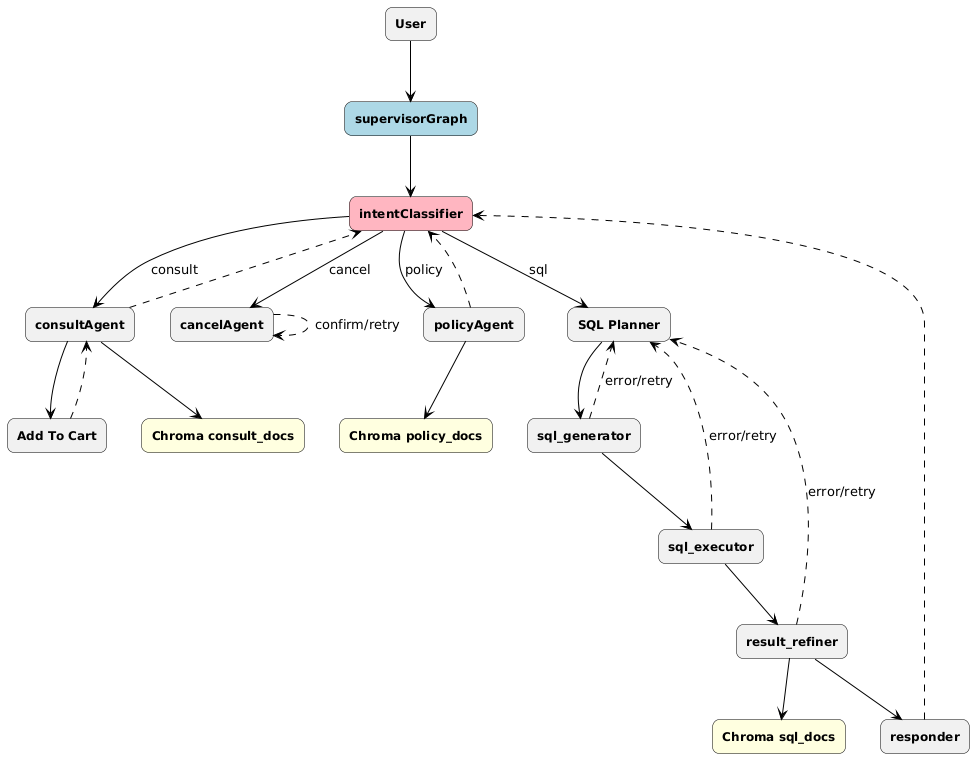 User
supervisorGraph
intentClassifier
consult
cancel
policy
sql
consultAgent
cancelAgent
confirm/retry
policyAgent
SQL Planner
error/retry
Add To Cart
Chroma consult_docs
Chroma policy_docs
sql_generator
error/retry
error/retry
sql_executor
result_refiner
Chroma sql_docs
responder